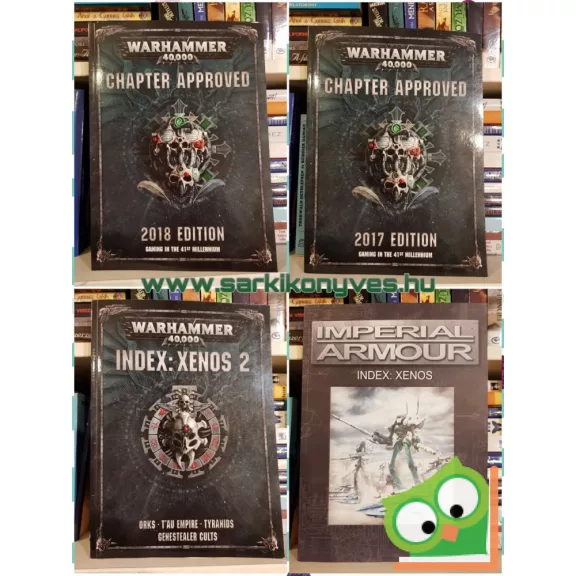 WARHAMMER
40,000
CHAPTER APPROVED
2018 EDITION
GAMING IN THE 41ST MILLENNIUM
WARHAMMER
40,000
CHAPTER APPROVED
2017 EDITION
GAMING IN THE 41ST MILLENNIUM
www.sarkikonyves.hu
WARHAMMER
40,000
INDEX: XENOS 2
ORKS · T'AU EMPIRE · TYRANIDS
GENESTEALER CULTS
IMPERIAL
ARMOUR
INDEX: XENOS